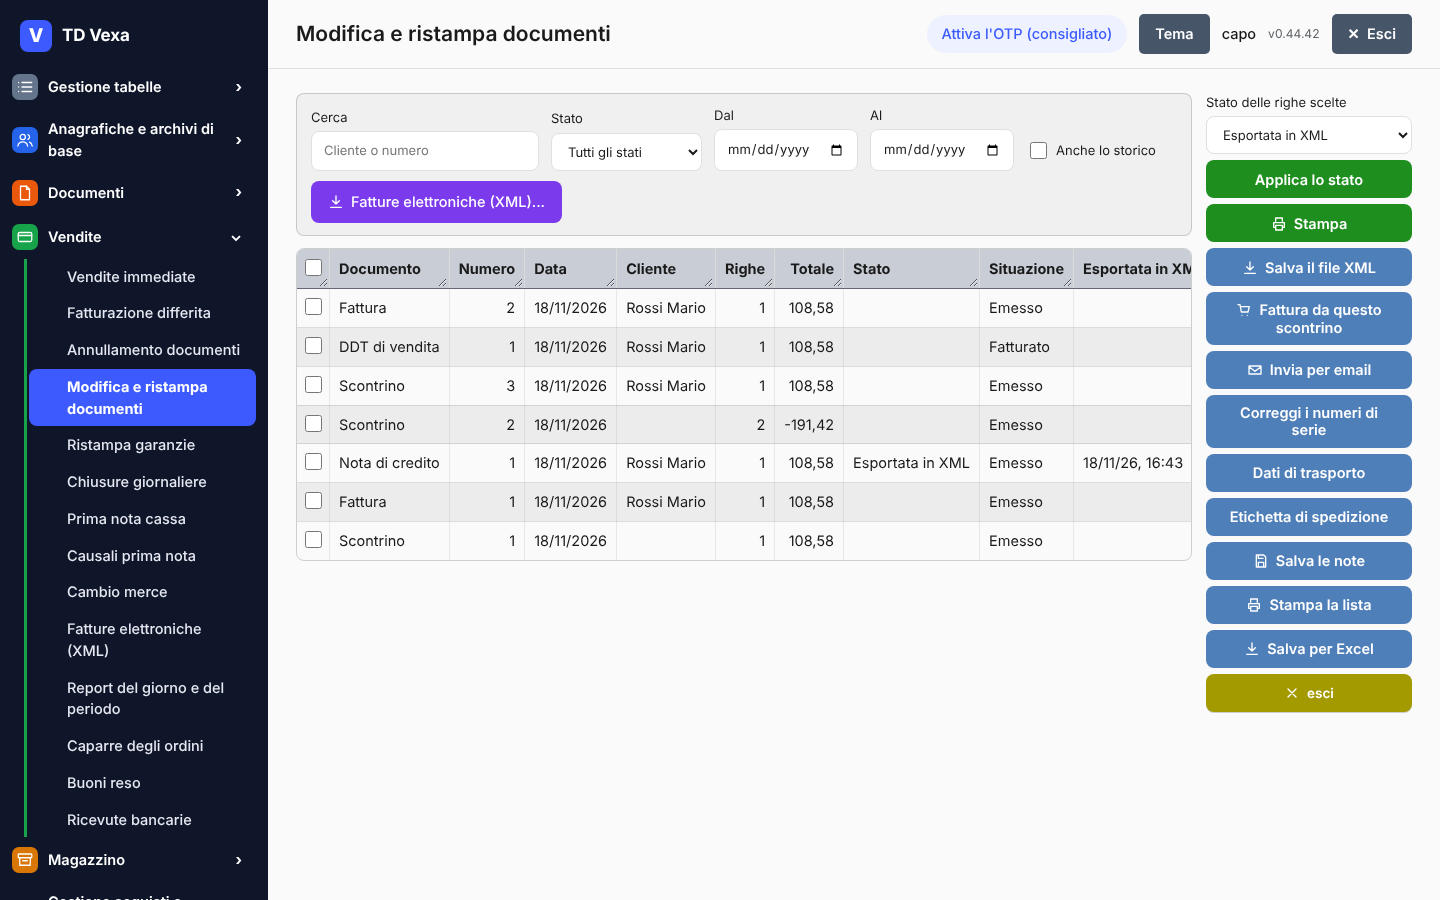 V TD Vexa
Gestione tabelle
Anagrafiche e archivi di
base
Documenti
Vendite
Vendite immediate
Fatturazione differita
Annullamento documenti
Modifica e ristampa
documenti
Ristampa garanzie
Chiusure giornaliere
Prima nota cassa
Causali prima nota
Cambio merce
Fatture elettroniche
(XML)
Report del giorno e del
periodo
Caparre degli ordini
Buoni reso
Ricevute bancarie
Magazzino
Modifica e ristampa documenti
Attiva l'OTP (consigliato) Tema capo v0.44.42 Esci
Cerca Stato Dal Al
Cliente o numero Tutti gli stati mm/dd/yyyy mm/dd/yyyy Anche lo storico
Fatture elettroniche (XML)...
Documento Numero Data Cliente Righe Totale Stato Situazione Esportata in XM
Fattura 2 18/11/2026 Rossi Mario 1 108,58 Emesso
DDT di vendita 1 18/11/2026 Rossi Mario 1 108,58 Fatturato
Scontrino 3 18/11/2026 Rossi Mario 1 108,58 Emesso
Scontrino 2 18/11/2026 2 -191,42 Emesso
Nota di credito 1 18/11/2026 Rossi Mario 1 108,58 Esportata in XML Emesso 18/11/26, 16:43
Fattura 1 18/11/2026 Rossi Mario 1 108,58 Emesso
Scontrino 1 18/11/2026 1 108,58 Emesso
Stato delle righe scelte
Esportata in XML
Applica lo stato
Stampa
Salva il file XML
Fattura da questo
scontrino
Invia per email
Correggi i numeri di
serie
Dati di trasporto
Etichetta di spedizione
Salva le note
Stampa la lista
Salva per Excel
esci